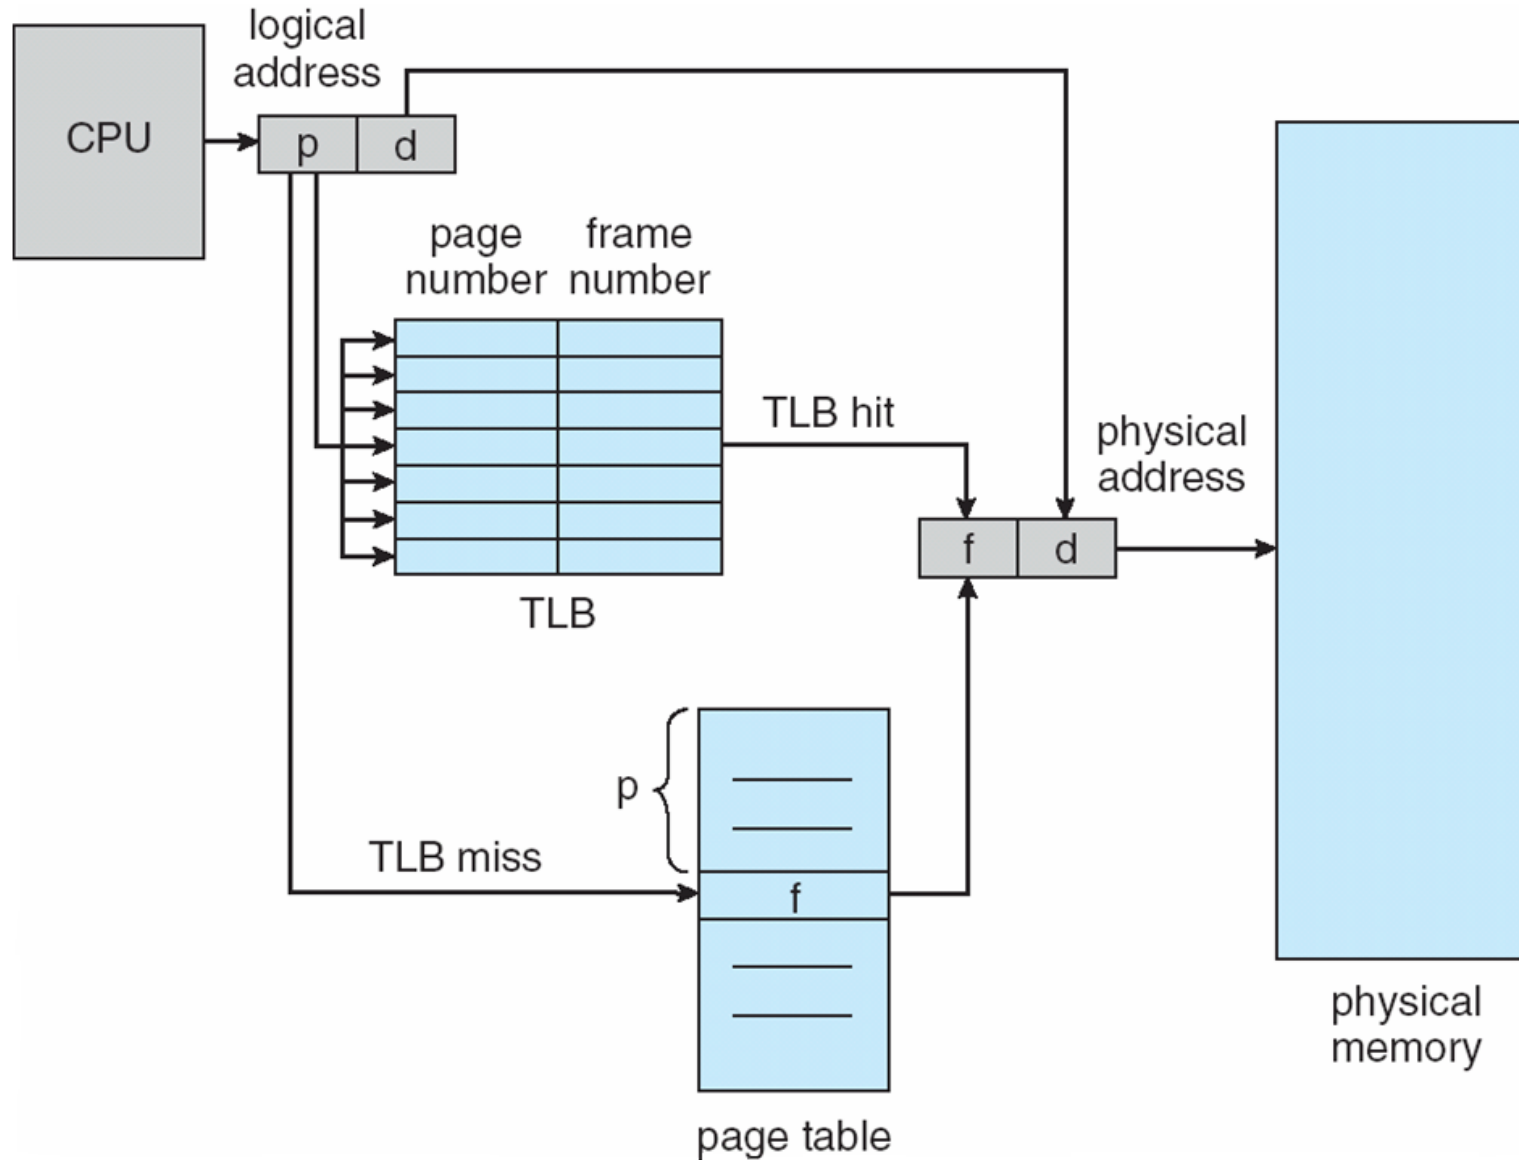 logical
address
CPU
p
d
page
number
frame
number
TLB hit
physical
address
f
d
TLB
p
TLB miss
f
physical
memory
page table